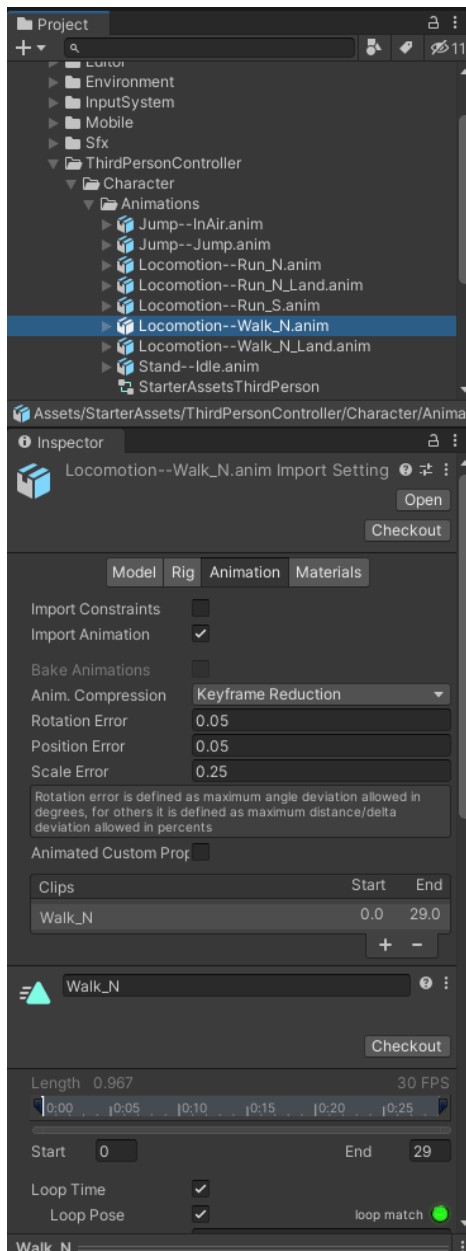 Project
11
Editor
Environment
InputSystem
Mobile
Sfx
ThirdPersonController
Character
Animations
Jump--InAir.anim
Jump--Jump.anim
Locomotion--Run_N.anim
Locomotion--Run_N_Land.anim
Locomotion--Run_S.anim
Locomotion--Walk_N.anim
Locomotion--Walk_N_Land.anim
Stand--Idle.anim
StarterAssetsThirdPerson
Assets/StarterAssets/ThirdPersonController/Character/Anima
Inspector
Locomotion--Walk_N.anim Import Setting
Open
Checkout
Model Rig Animation Materials
Import Constraints
Import Animation
Bake Animations
Anim. Compression Keyframe Reduction
Rotation Error 0.05
Position Error 0.05
Scale Error 0.25
Rotation error is defined as maximum angle deviation allowed in
degrees, for others it is defined as maximum distance/delta
deviation allowed in percents
Animated Custom Prop
Clips Start End
Walk_N 0.0 29.0
Walk_N
Checkout
Length 0.967 30 FPS
0:00 0:05 0:10 0:15 0:20 0:25
Start 0 End 29
Loop Time
Loop Pose loop match
Walk_N